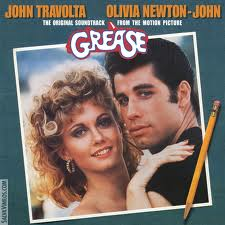 JOHN TRAVOLTA OLIVIA NEWTON-JOHN
THE ORIGINAL SOUNDTRACK FROM THE MOTION PICTURE
GREASE